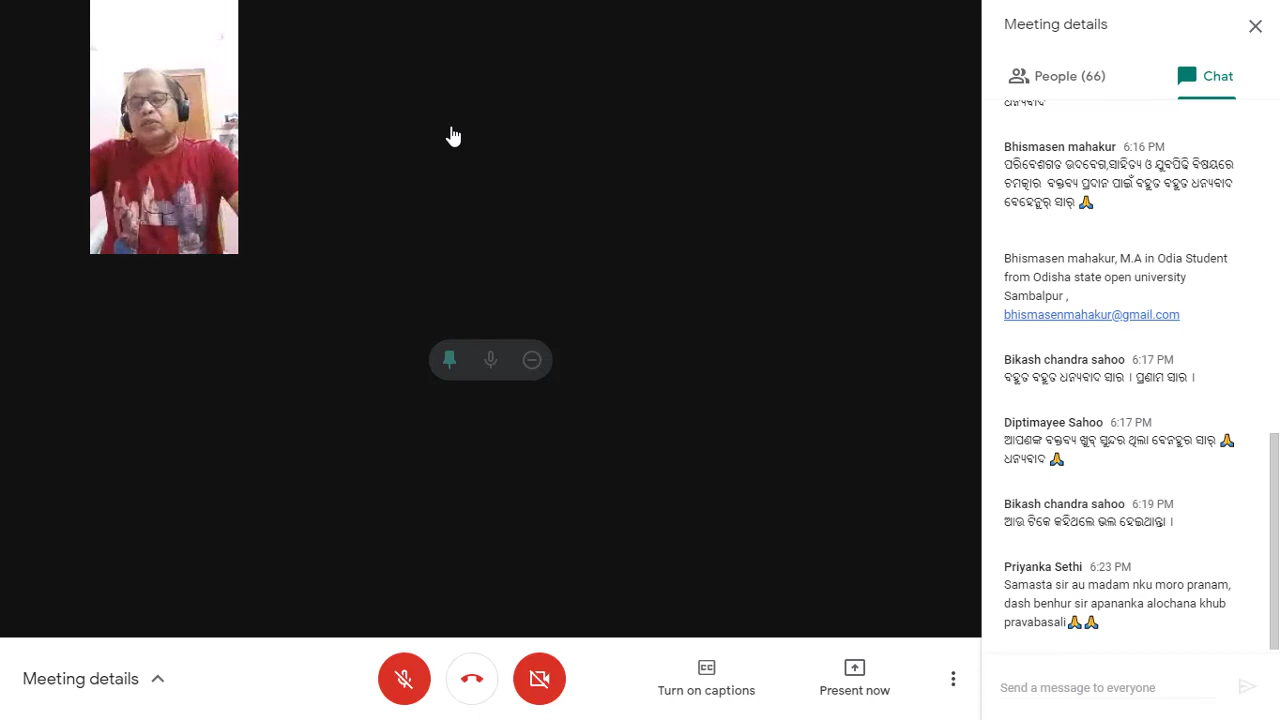 Meeting details
People (66)
Chat
ଧନ୍ୟବାଦ
Bhismasen mahakur 6:16 PM
ପରିବେଶଗତ ଉଦବେଗ,ସାହିତ୍ୟ ଓ ଯୁବପିଢି ବିଷୟରେ
ଚମତ୍କାର ବକ୍ତବ୍ୟ ପ୍ରଦାନ ପାଇଁ ବହୁତ ବହୁତ ଧନ୍ୟବାଦ
ବେହେନୁର୍ ସାର୍ 🙏
Bhismasen mahakur, M.A in Odia Student
from Odisha state open university
Sambalpur ,
bhismasenmahakur@gmail.com
Bikash chandra sahoo 6:17 PM
ବହୁତ ବହୁତ ଧନ୍ୟବାଦ ସାର । ପ୍ରଣାମ ସାର ।
Diptimayee Sahoo 6:17 PM
ଆପଣଙ୍କ ବକ୍ତବ୍ୟ ଖୁବ୍ ସୁନ୍ଦର ଥିଲା ବେନହୁର ସାର୍ 🙏
ଧନ୍ୟବାଦ 🙏
Bikash chandra sahoo 6:19 PM
ଆଉ ଟିକେ କହିଥଲେ ଭଲ ହେଇଥାନ୍ତା ।
Priyanka Sethi 6:23 PM
Samasta sir au madam nku moro pranam,
dash benhur sir apananka alochana khub
pravabasali🙏🙏
Meeting details
Turn on captions
Present now
Send a message to everyone